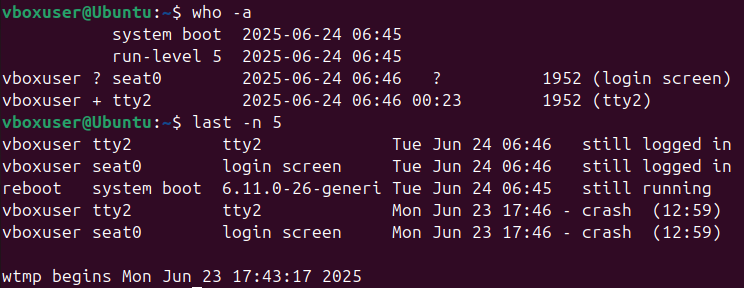 vboxuser@Ubuntu:~$ who -a
           system boot  2025-06-24 06:45
           run-level 5  2025-06-24 06:45
vboxuser ? seat0        2025-06-24 06:46   ?          1952 (login screen)
vboxuser + tty2         2025-06-24 06:46 00:23        1952 (tty2)
vboxuser@Ubuntu:~$ last -n 5
vboxuser tty2         tty2             Tue Jun 24 06:46   still logged in
vboxuser seat0        login screen     Tue Jun 24 06:46   still logged in
reboot   system boot  6.11.0-26-generi Tue Jun 24 06:45   still running
vboxuser tty2         tty2             Mon Jun 23 17:46 - crash  (12:59)
vboxuser seat0        login screen     Mon Jun 23 17:46 - crash  (12:59)

wtmp begins Mon Jun 23 17:43:17 2025